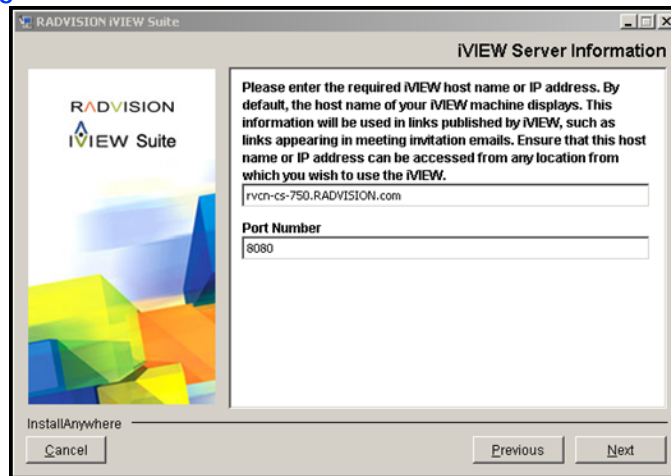 RADVISION iVIEW Suite
iVIEW Server Information
RADVISION
iVIEW Suite
Please enter the required iVIEW host name or IP address. By
default, the host name of your iVIEW machine displays. This
information will be used in links published by iVIEW, such as
links appearing in meeting invitation emails. Ensure that this host
name or IP address can be accessed from any location from
which you wish to use the iVIEW.
rvcn-cs-750.RADVISION.com
Port Number
8080
InstallAnywhere
Cancel
Previous
Next